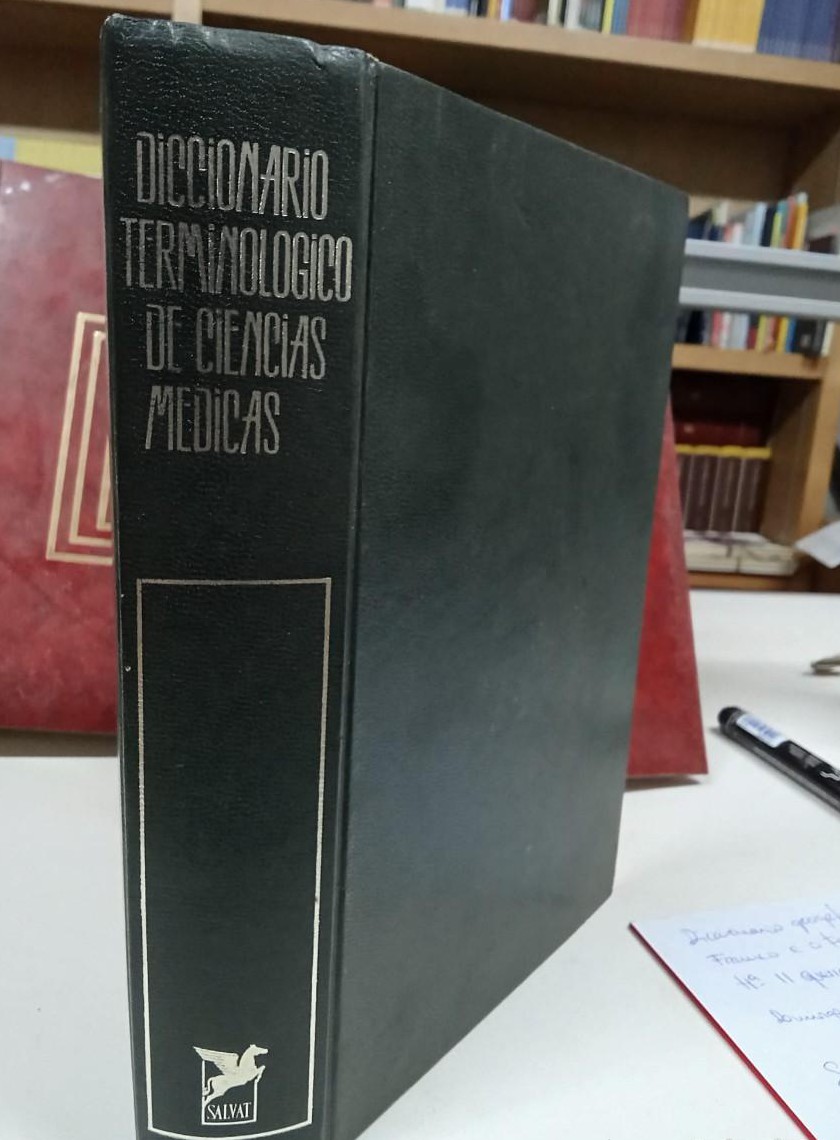 DICCIONARIO
TERMINOLOGICO
DE CIENCIAS
MEDICAS
SALVAT